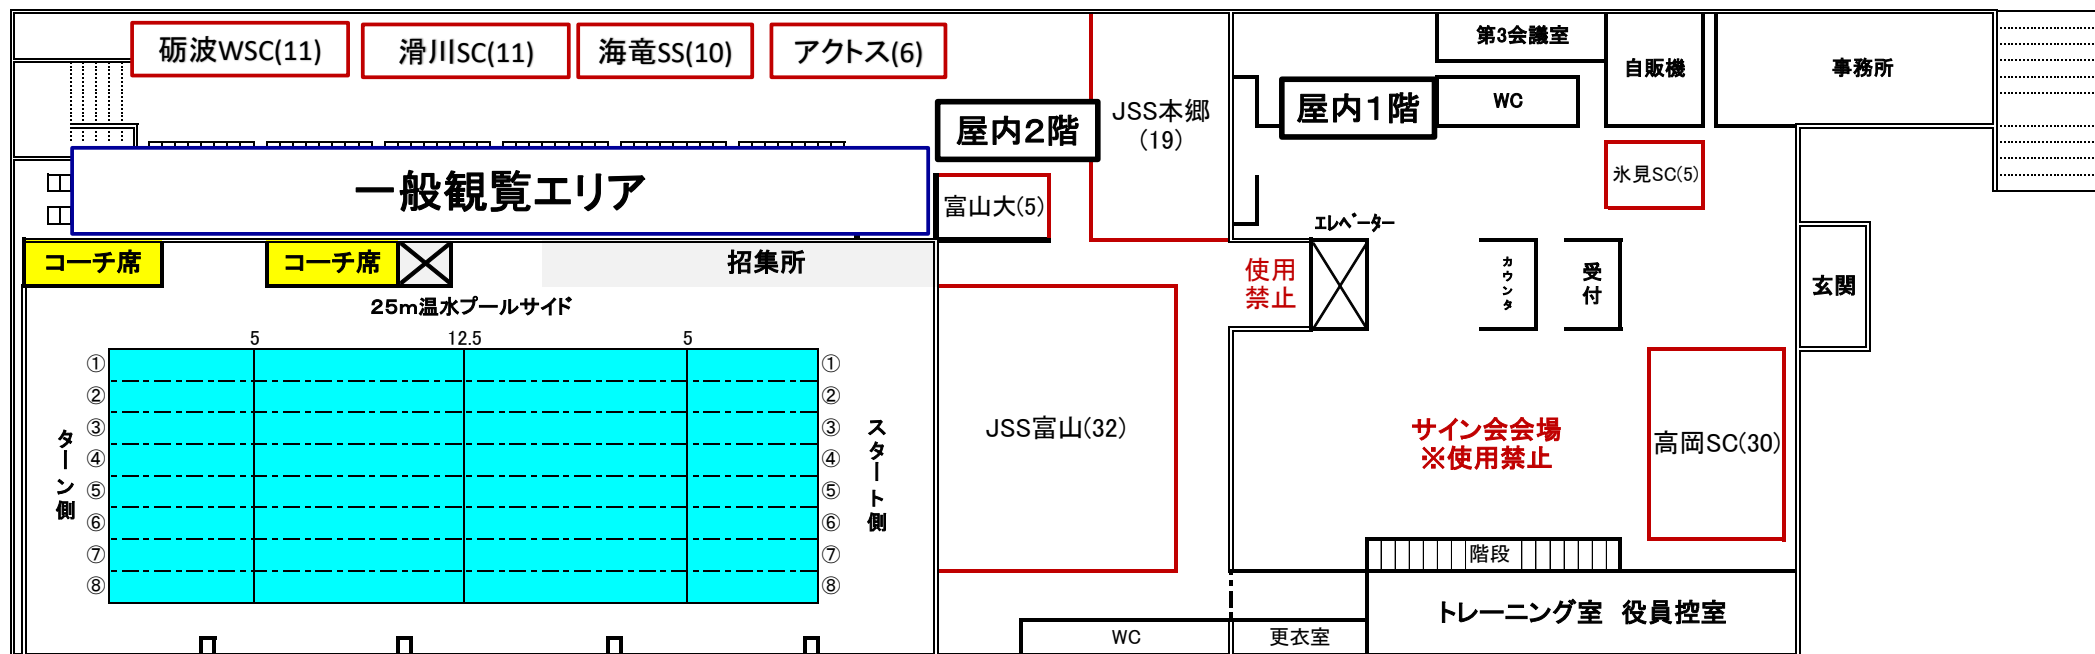 砺波WSC(11)
滑川SC(11)
海竜SS(10)
アクトス(6)
JSS本郷
(19)
屋内2階
屋内1階
第3会議室
WC
自販機
事務所
一般観覧エリア
富山大(5)
氷見SC(5)
エレベーター
コーチ席
コーチ席
招集所
使用
禁止
カウンタ
受付
玄関
25m温水プールサイド
5
12.5
5
①
②
③
④
⑤
⑥
⑦
⑧
ターン側
①
②
③
④
⑤
⑥
⑦
⑧
スタート側
JSS富山(32)
サイン会会場
※使用禁止
高岡SC(30)
階段
トレーニング室 役員控室
WC
更衣室